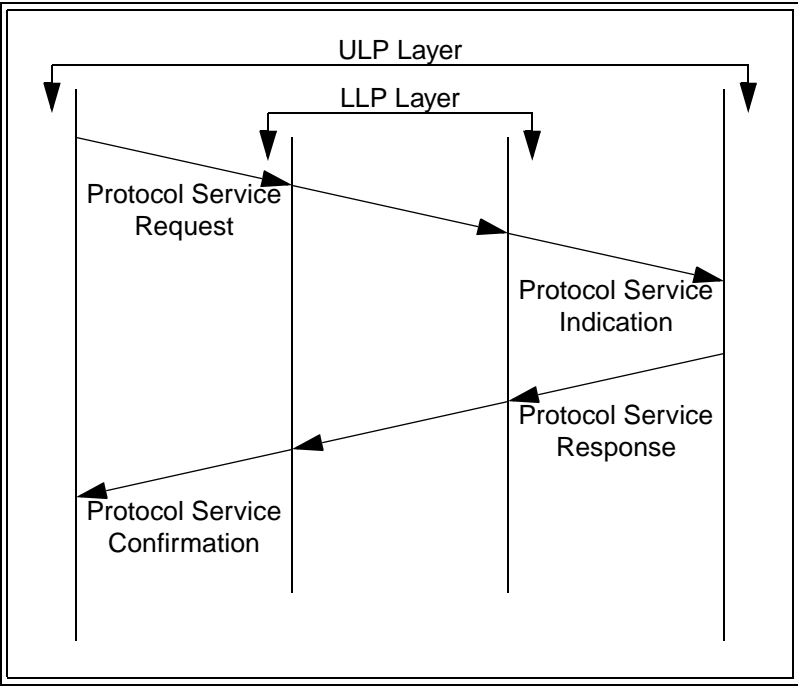 ULP Layer
LLP Layer
Protocol Service
Request
Protocol Service
Indication
Protocol Service
Response
Protocol Service
Confirmation